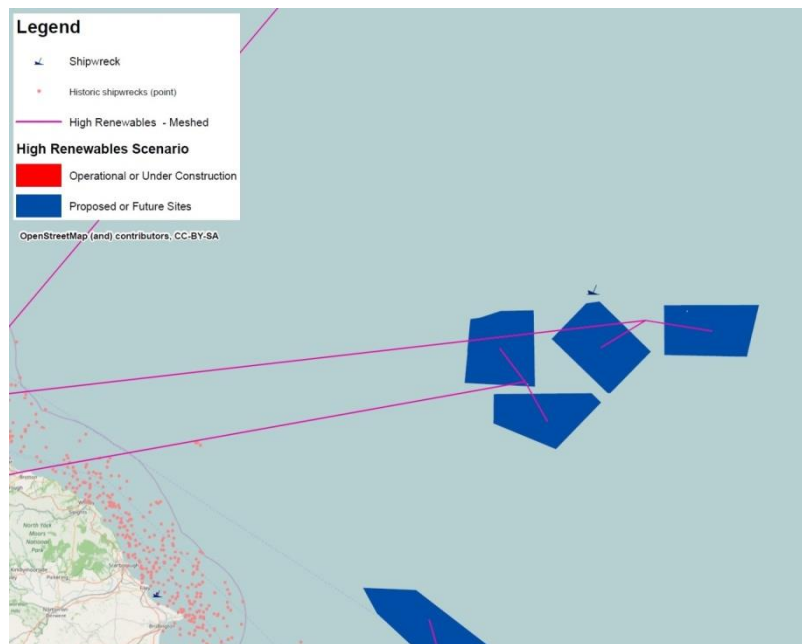 Legend
Shipwreck
Historic shipwrecks (point)
High Renewables - Meshed
High Renewables Scenario
Operational or Under Construction
Proposed or Future Sites
OpenStreetMap (and) contributors, CC-BY-SA
North York
Moors
National
Park